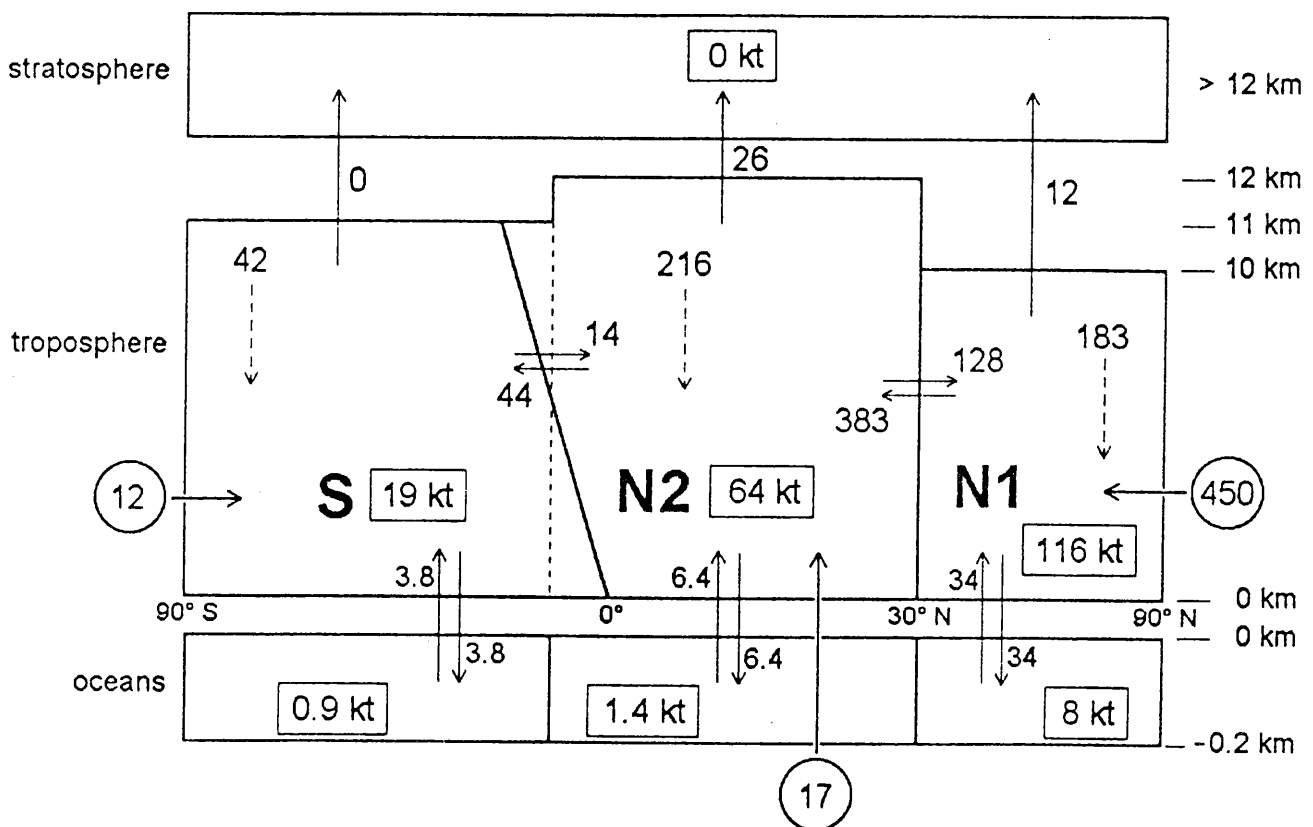 stratosphere
0 kt
> 12 km
0
26
12
12 km
11 km
10 km
42
216
183
troposphere
14
44
128
383
12
S
19 kt
N2
64 kt
N1
450
116 kt
3.8
6.4
34
90° S
0°
30° N
90° N
0 km
0 km
3.8
6.4
34
oceans
0.9 kt
1.4 kt
8 kt
-0.2 km
17